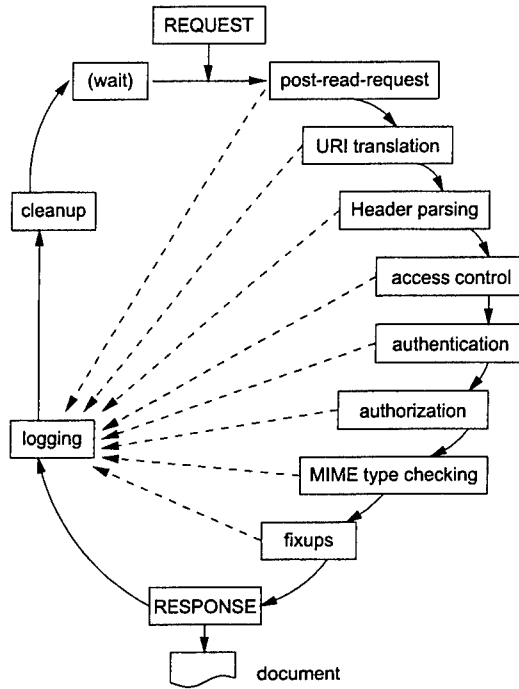 REQUEST
(wait)
post-read-request
URI translation
cleanup
Header parsing
access control
authentication
logging
authorization
MIME type checking
fixups
RESPONSE
document